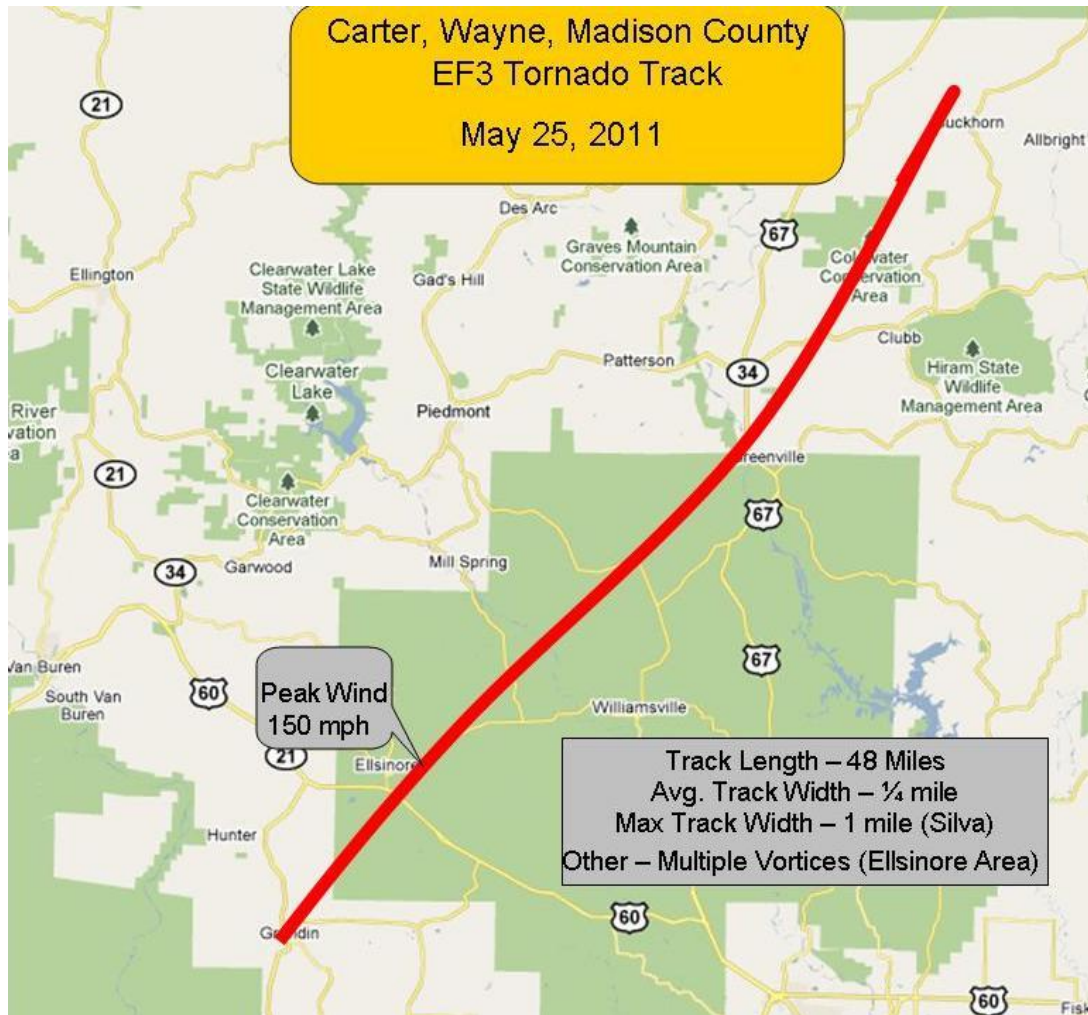 Carter, Wayne, Madison County
EF3 Tornado Track
May 25, 2011
21
Allbright
67
Des Arc
Graves Mountain
Conservation Area
Ellington
Clearwater Lake
State Wildlife
Management Area
Gad's Hill
Conservation
Area
Clubb
Patterson
34
Hiram State
Wildlife
Management Area
Clearwater
Lake
Piedmont
River
21
Clearwater
Conservation
Area
67
Mill Spring
34
Garwood
67
Van Buren
South Van
Buren
60
Peak Wind
150 mph
Williamsville
21
Ellsinore
Track Length – 48 Miles
Avg. Track Width – ¼ mile
Max Track Width – 1 mile (Silva)
Other – Multiple Vortices (Ellsinore Area)
Hunter
60
60